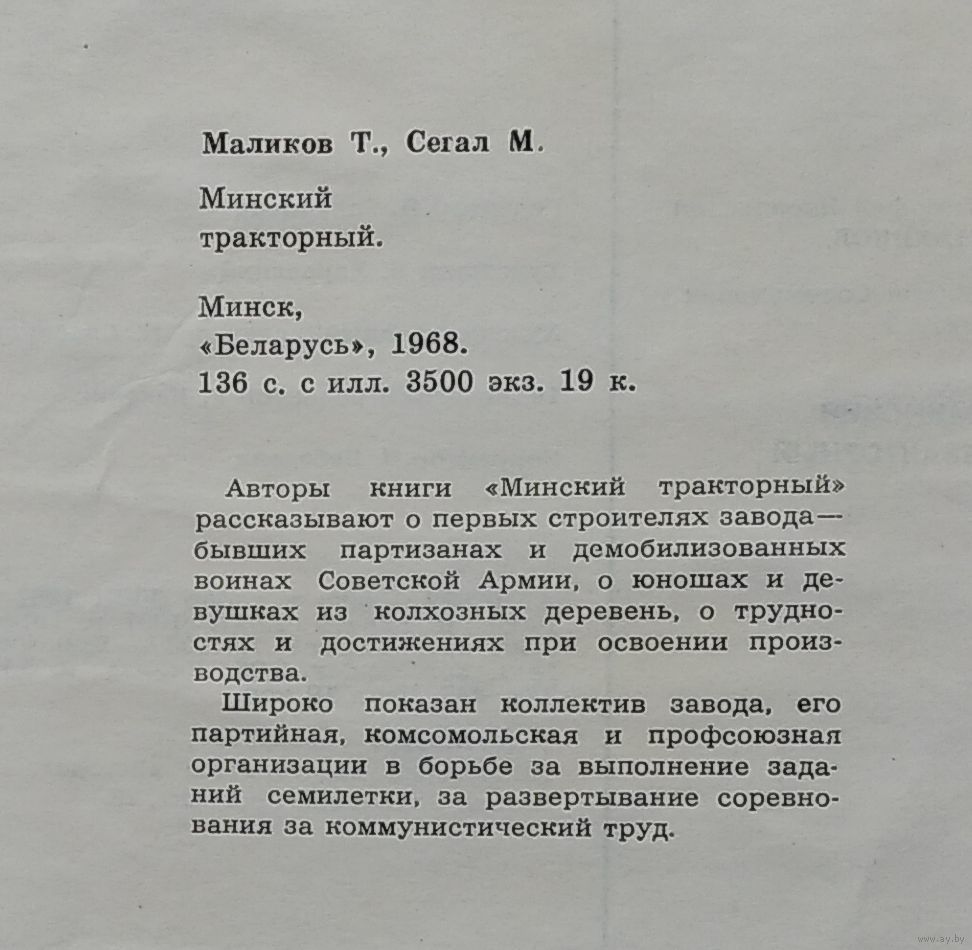 Маликов Т., Сегал М.
Минский
тракторный.
Минск,
«Беларусь», 1968.
136 с. с илл. 3500 экз. 19 к.
Авторы книги «Минский тракторный»
рассказывают о первых строителях завода—
бывших партизанах и демобилизованных
воинах Советской Армии, о юношах и де-
вушках из колхозных деревень, о трудно-
стях и достижениях при освоении произ-
водства.
Широко показан коллектив завода, его
партийная, комсомольская и профсоюзная
организации в борьбе за выполнение зада-
ний семилетки, за развертывание соревно-
вания за коммунистический труд.
www.ay.by